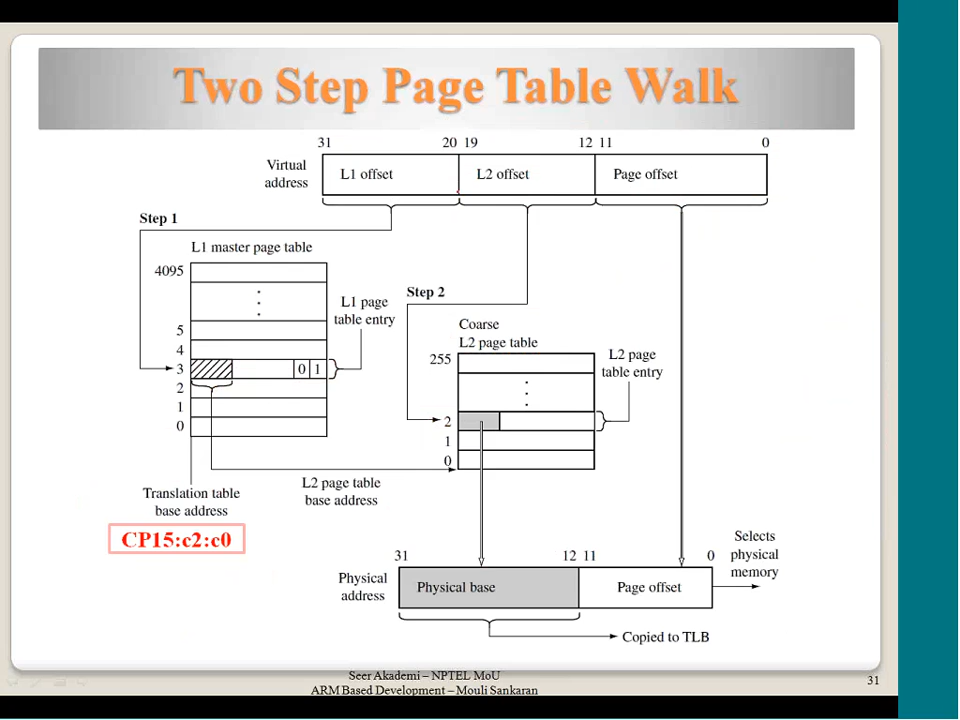 Two Step Page Table Walk
31 20 19 12 11 0
Virtual
address
L1 offset L2 offset Page offset
Step 1
L1 master page table
4095
5
4
3 0 1
2
1
0
L1 page
table entry
Step 2
Coarse
L2 page table
255
2
1
0
L2 page
table entry
L2 page table
base address
Translation table
base address
CP15:c2:c0
31 12 11 0
Physical
address
Physical base Page offset
Selects
physical
memory
Copied to TLB
Seer Akademi – NPTEL MoU
ARM Based Development – Mouli Sankaran
31